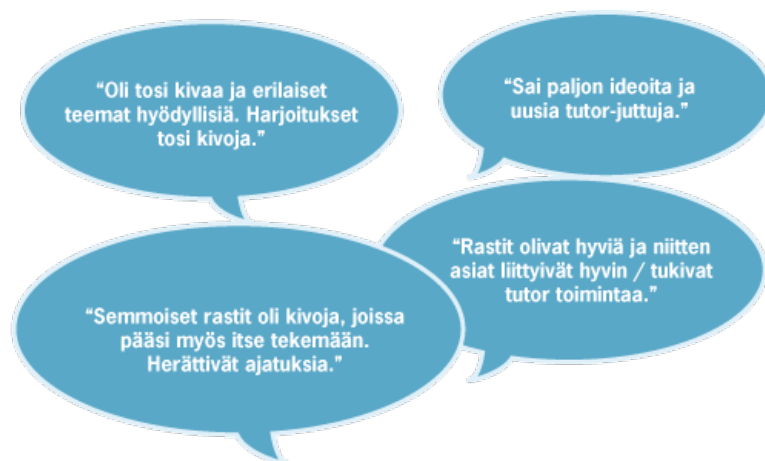 “Oli tosi kivaa ja erilaiset
teemat hyödyllisiä. Harjoitukset
tosi kivoja.”
“Sai paljon ideoita ja
uusia tutor-juttuja.”
“Rastit olivat hyviä ja niitten
asiat liittyivät hyvin / tukivat
tutor toimintaa.”
“Semmoiset rastit oli kivoja, joissa
pääsi myös itse tekemään.
Herättivät ajatuksia.”